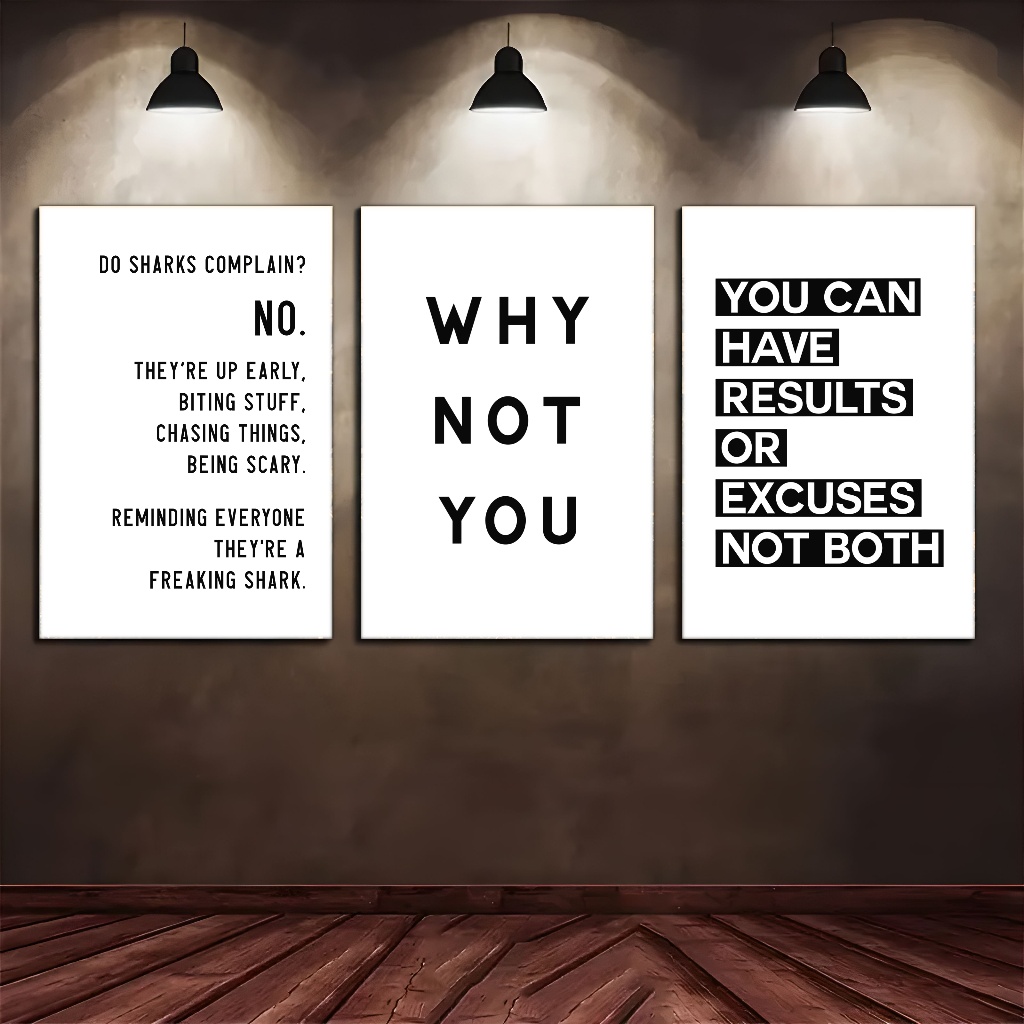 DO SHARKS COMPLAIN?
NO.
THEY'RE UP EARLY,
BITING STUFF,
CHASING THINGS,
BEING SCARY.
REMINDING EVERYONE
THEY'RE A
FREAKING SHARK.
WHY
NOT
YOU
YOU CAN
HAVE
RESULTS
OR
EXCUSES
NOT BOTH